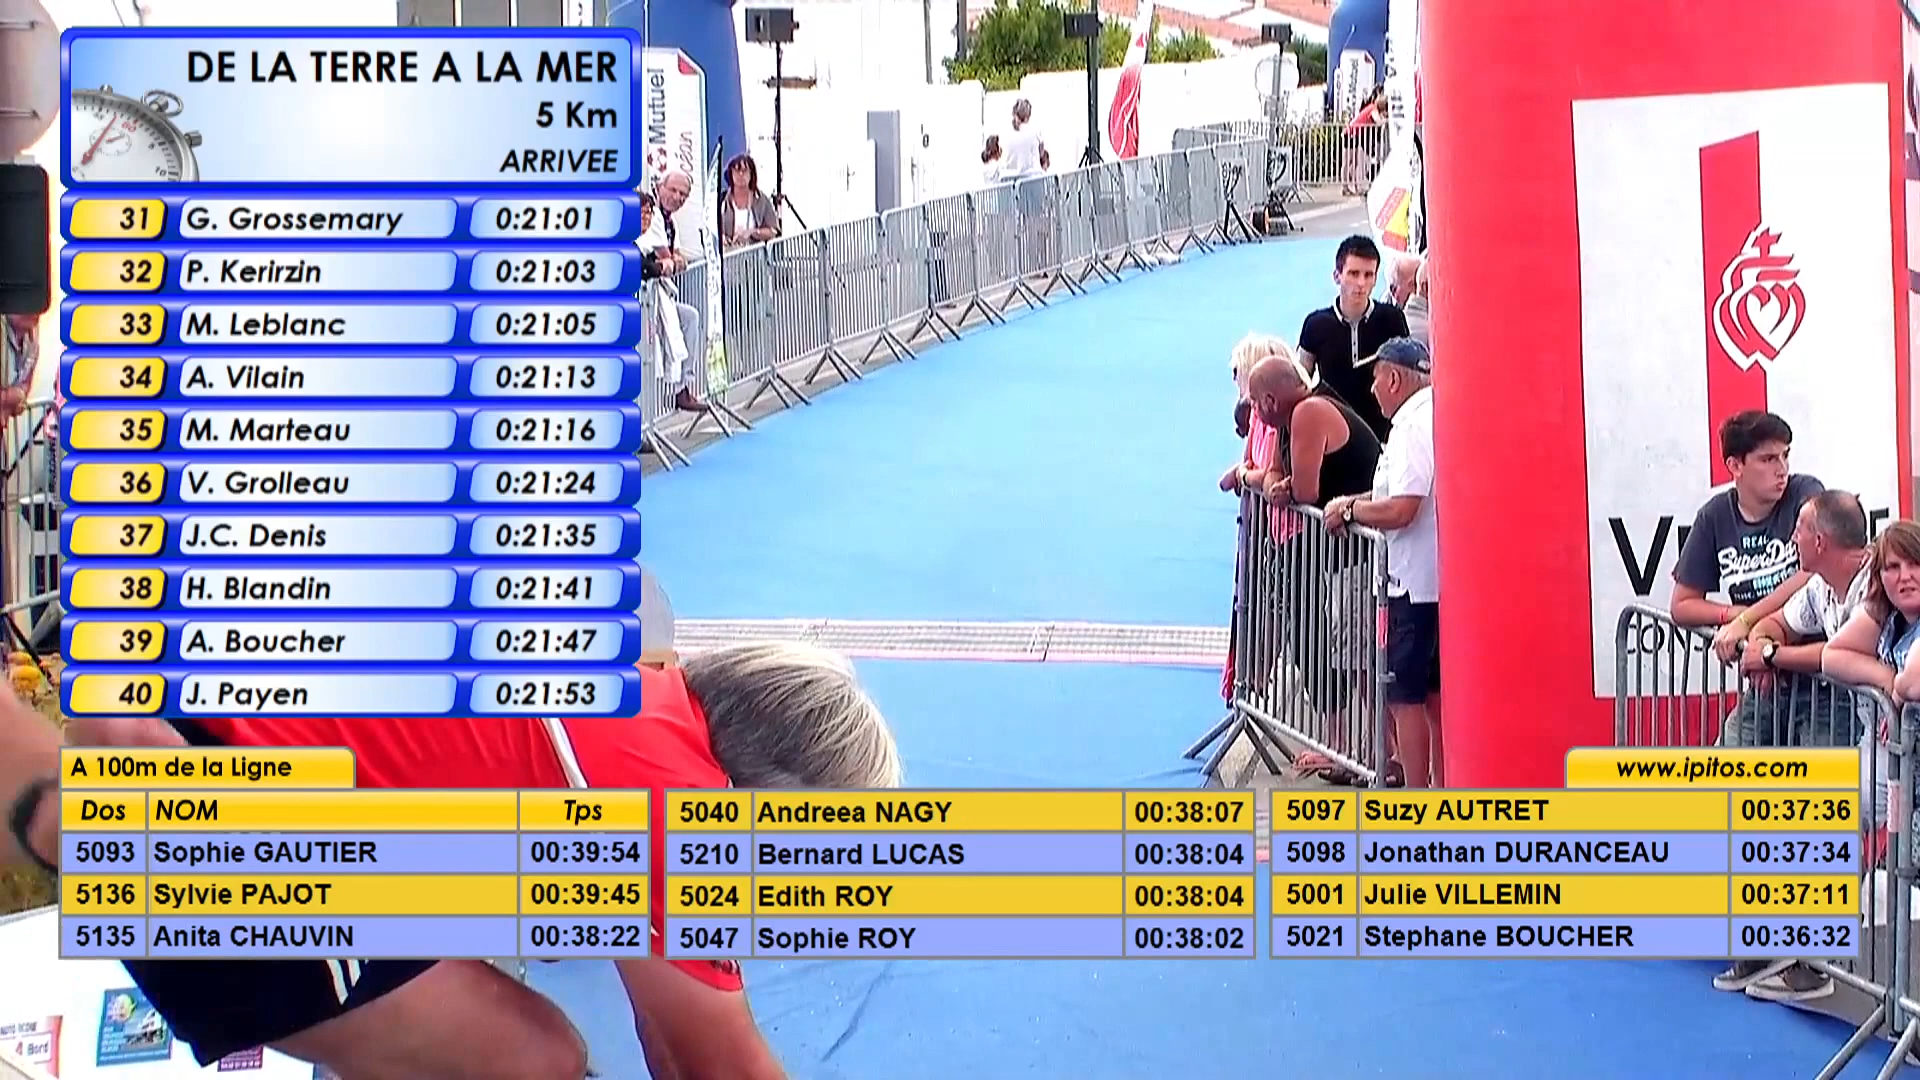 DE LA TERRE A LA MER
5 Km
ARRIVEE
31 G. Grossemary 0:21:01
32 P. Kerirzin 0:21:03
33 M. Leblanc 0:21:05
34 A. Vilain 0:21:13
35 M. Marteau 0:21:16
36 V. Grolleau 0:21:24
37 J.C. Denis 0:21:35
38 H. Blandin 0:21:41
39 A. Boucher 0:21:47
40 J. Payen 0:21:53
Mutuel
océan
REAL
SuperDry
A 100m de la Ligne
www.ipitos.com
Dos NOM Tps
5093 Sophie GAUTIER 00:39:54
5136 Sylvie PAJOT 00:39:45
5135 Anita CHAUVIN 00:38:22
5040 Andreea NAGY 00:38:07
5210 Bernard LUCAS 00:38:04
5024 Edith ROY 00:38:04
5047 Sophie ROY 00:38:02
5097 Suzy AUTRET 00:37:36
5098 Jonathan DURANCEAU 00:37:34
5001 Julie VILLEMIN 00:37:11
5021 Stephane BOUCHER 00:36:32